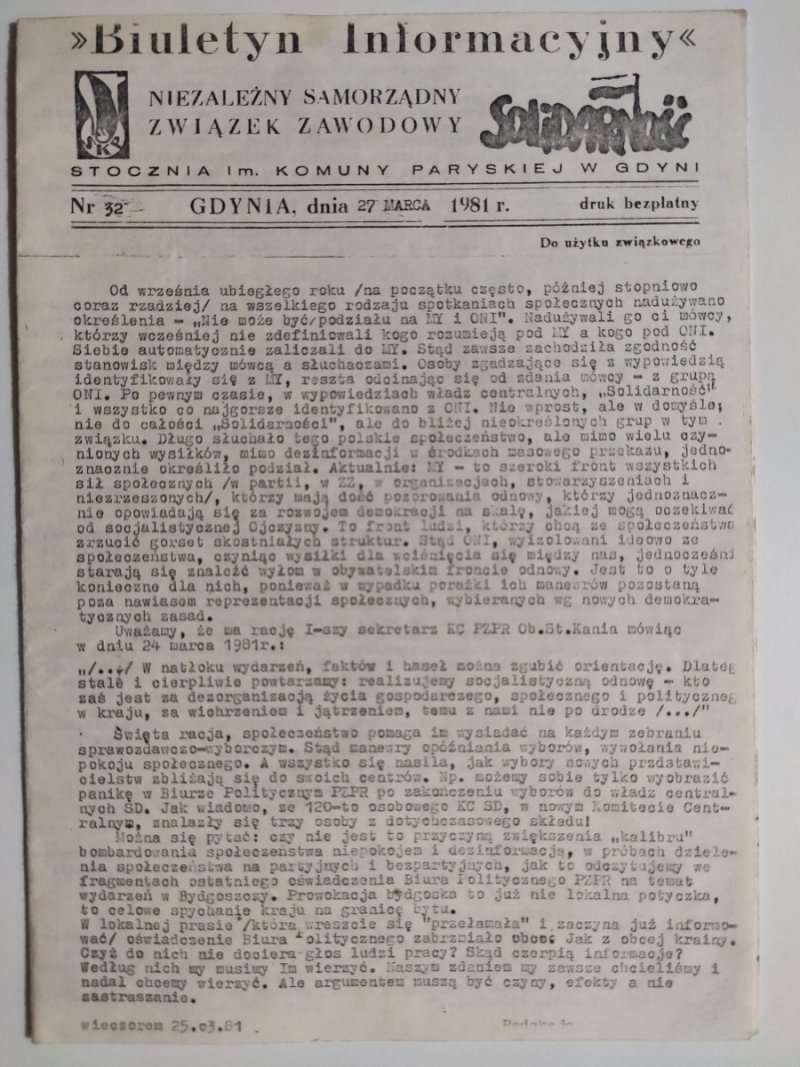 »Biuletyn Informacyjny«
NKS
NIEZALEŻNY SAMORZĄDNY
ZWIĄZEK ZAWODOWY
SOLIDARNOŚĆ
STOCZNIA Im. KOMUNY PARYSKIEJ W GDYNI
Nr 32 GDYNIA, dnia 27 MARCA 1981 r. druk bezpłatny
Do użytku związkowego
Od września ubiegłego roku /na początku często, później stopniowo
coraz rzadziej/ na wszelkiego rodzaju spotkaniach społecznych nadużywano
określenia - „Nie może być/podziału na MY i ONI". Nadużywali go ci mówcy,
którzy wcześniej nie zdefiniowali kogo rozumieją pod MY a kogo pod ONI.
Siebie automatycznie zaliczali do MY. Stąd zawsze zachodziła zgodność
stanowisk między mówcą a słuchaczami. Osoby zgadzające się z wypowiedzią
identyfikowały się z MY, reszta odcinając się od zdania mówcy - z grupą
ONI. Po pewnym czasie, w wypowiedziach władz centralnych, „Solidarność"
i wszystko co najgorsze identyfikowano z ONI. Nie wprost, ale w domyśle;
nie do całości „Solidarności", ale do bliżej nieokreślonych grup w tym
związku. Długo słuchało tego polskie społeczeństwo, ale mimo wielu czy-
nionych wysiłków, mimo dezinformacji w środkach masowego przekazu, jedno-
znacznie określiło podział. Aktualnie: MY - to szeroki front wszystkich
sił społecznych /w partii, w ZZ, w organizacjach, stowarzyszeniach i
niezrzeszonych/, którzy mają dość pozorowania odnowy, którzy jednoznacz-
nie opowiadają się za rozwojem demokracji na skalę, jakiej mogą oczekiwać
od socjalistycznej Ojczyzny. To front ludzi, którzy chcą ze społeczeństwa
zrzucić gorset skostniałych struktur. Stąd ONI, wyizolowani ideowo ze
społeczeństwa, czyniąc wysiłki dla wciśnięcia się między nas, jednocześni
starają się znaleźć wyłom w obywatelskim froncie odnowy. Jest to o tyle
konieczne dla nich, ponieważ w wypadku porażki ich manewrów pozostaną
poza nawiasem reprezentacji społecznych, wybieranych wg nowych demokra-
tycznych zasad.
Uważamy, że ma rację I-szy sekretarz KC PZPR Ob.St.Kania mówiąc
w dniu 24 marca 1981r.:
„/.../ W natłoku wydarzeń, faktów i haseł można zgubić orientację. Dlateg
stale i cierpliwie powtarzamy: realizujemy socjalistyczną odnowę - kto
zaś jest za dezorganizacją życia gospodarczego, społecznego i polityczneg
w kraju, za wichrzeniem i jątrzeniem, temu z nami nie po drodze /.../"
Święta racja, społeczeństwo pomaga im wysiadać na każdym zebraniu
sprawozdawczo-wyborczym. Stąd manewry opóźniania wyborów, wywołania nie-
pokoju społecznego. A wszystko się nasila, jak wybory nowych przdstawi-
cielstw zbliżają się do swoich centrów. Np. możemy sobie tylko wyobrazić
panikę w Biurze Politycznym PZPR po zakończeniu wyborów do władz central-
nych SD. Jak wiadomo, ze 120-to osobowego KC SD, w nowym Komitecie Cent-
ralnym, znalazły się trzy osoby z dotychczasowego składu!
Można się pytać: czy nie jest to przyczyną zwiększenia „kalibru"
bombardowania społeczeństwa niepokojem i dezinformacją, w próbach dziele-
nia społeczeństwa na partyjnych i bezpartyjnych, jak to odczytujemy we
fragmentach ostatniego oświadczenia Biura Politycznego PZPR na temat
wydarzeń w Bydgoszczy. Prowokacja bydgoska to już nie lokalna potyczka,
to celowe spychanie kraju na granicę bytu.
W lokalnej prasie /która wreszcie się "przełamała" i zaczyna już informo-
wać/ oświadczenie Biura olitycznego zabrzmiało obco: Jak z obcej krainy.
Czyż do nich nie dociera głos ludzi pracy? Skąd czerpią informacje?
Według nich my musimy Im wierzyć. Naszym zdaniem my zawsze chcieliśmy i
nadal chcemy wierzyć. Ale argumentem muszą być czyny, efekty a nie
zastraszanie.
wieczorem 25.03.81